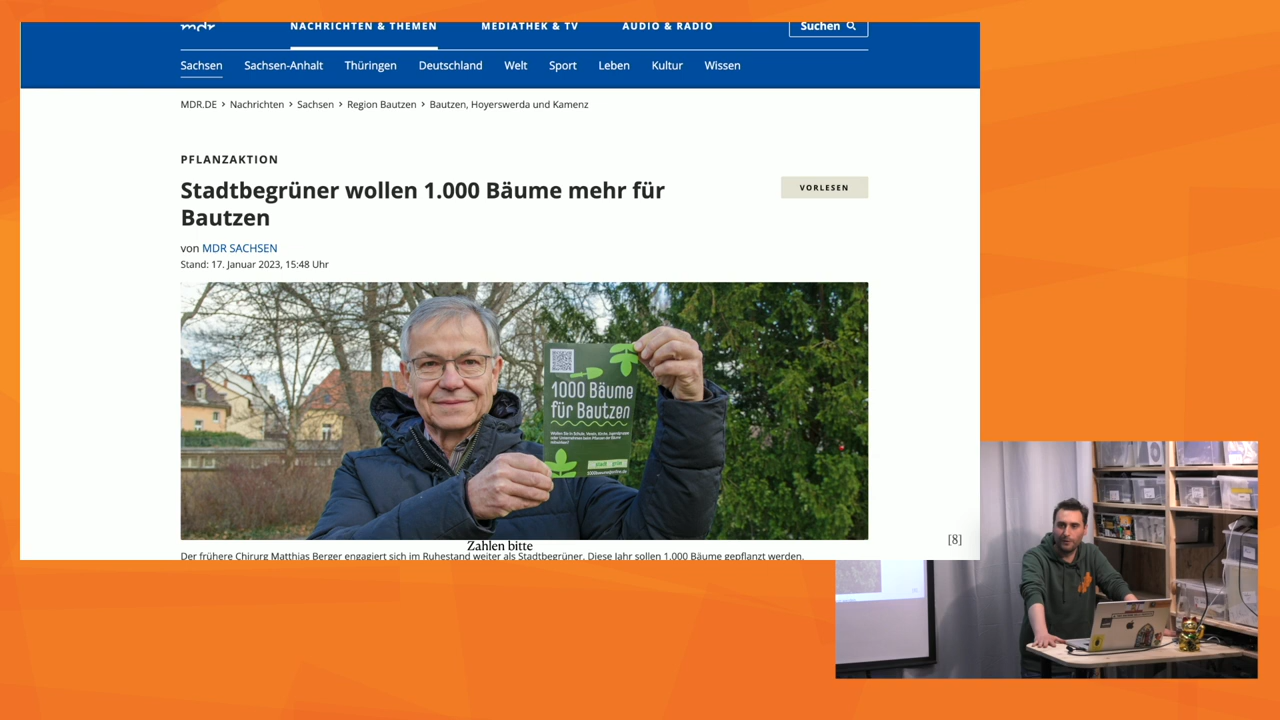 mdr
NACHRICHTEN & THEMEN
MEDIATHEK & TV
AUDIO & RADIO
Suchen
Sachsen
Sachsen-Anhalt
Thüringen
Deutschland
Welt
Sport
Leben
Kultur
Wissen
MDR.DE > Nachrichten > Sachsen > Region Bautzen > Bautzen, Hoyerswerda und Kamenz
PFLANZAKTION
Stadtbegrüner wollen 1.000 Bäume mehr für
Bautzen
VORLESEN
von MDR SACHSEN
Stand: 17. Januar 2023, 15:48 Uhr
1000 Bäume
für Bautzen
Zahlen bitte
[8]
Der frühere Chirurg Matthias Berger engagiert sich im Ruhestand weiter als Stadtbegrüner. Diese Jahr sollen 1.000 Bäume gepflanzt werden.